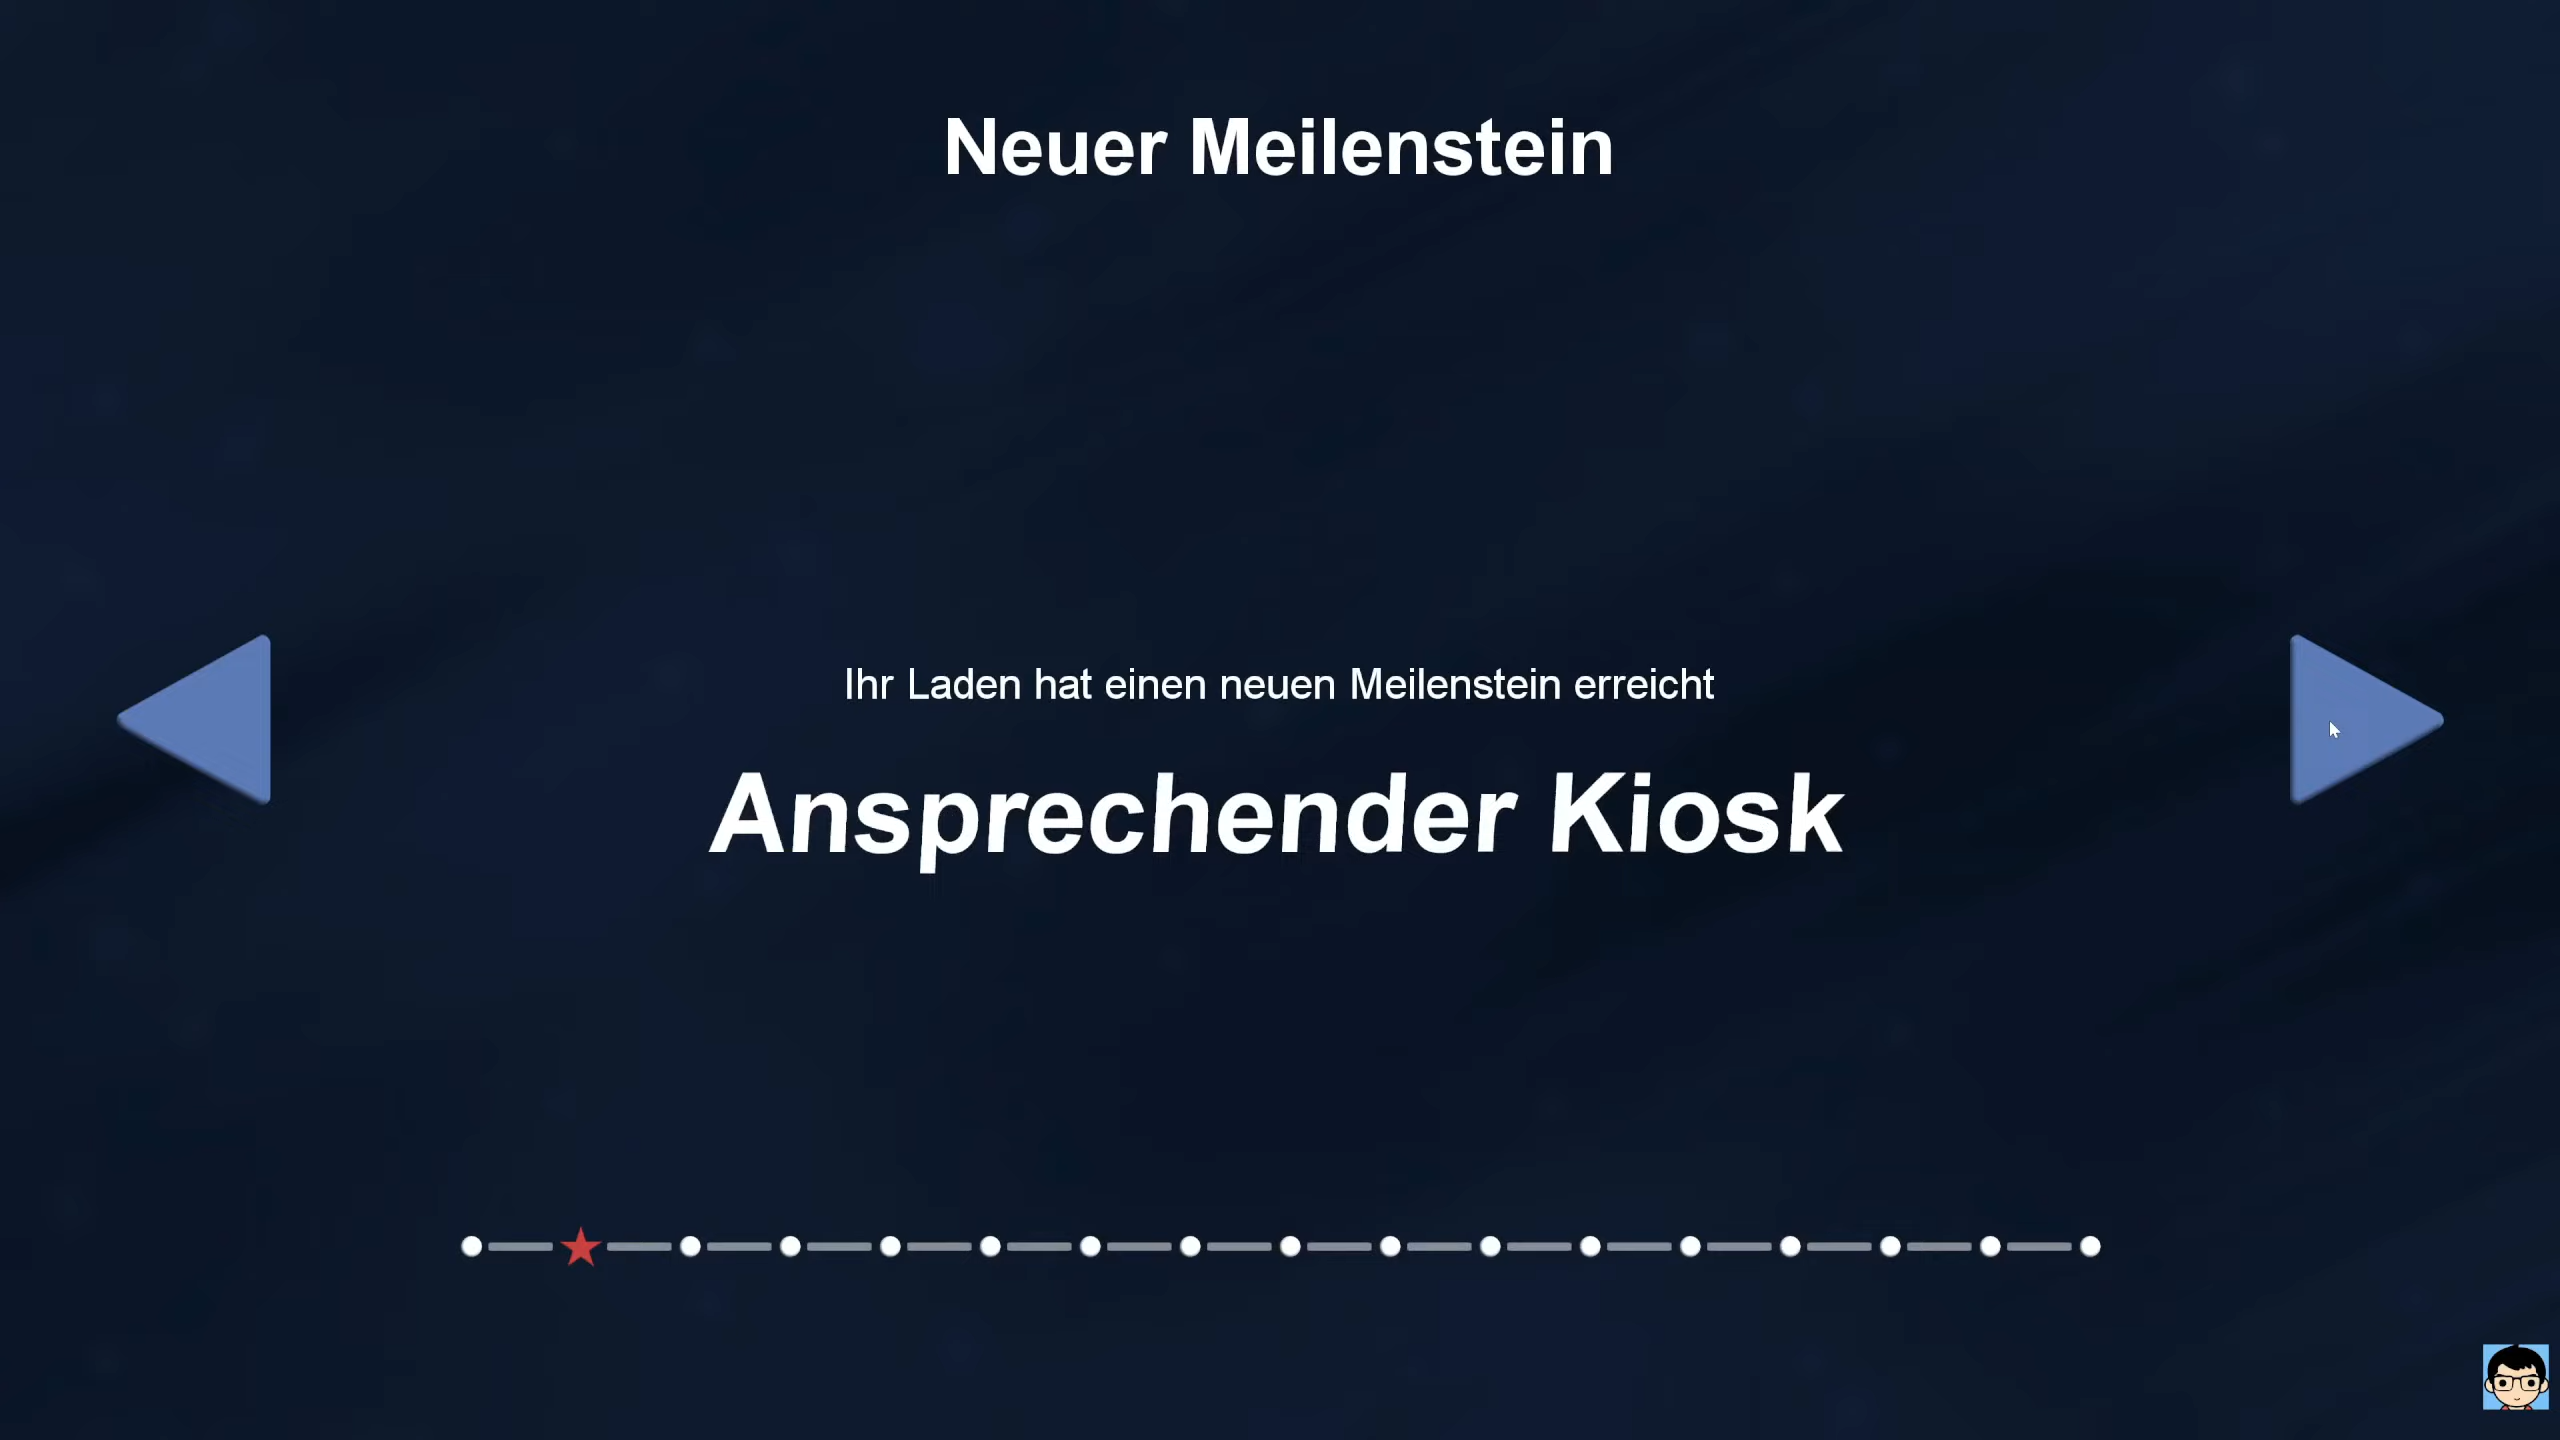 Neuer Meilenstein
Ihr Laden hat einen neuen Meilenstein erreicht
Ansprechender Kiosk